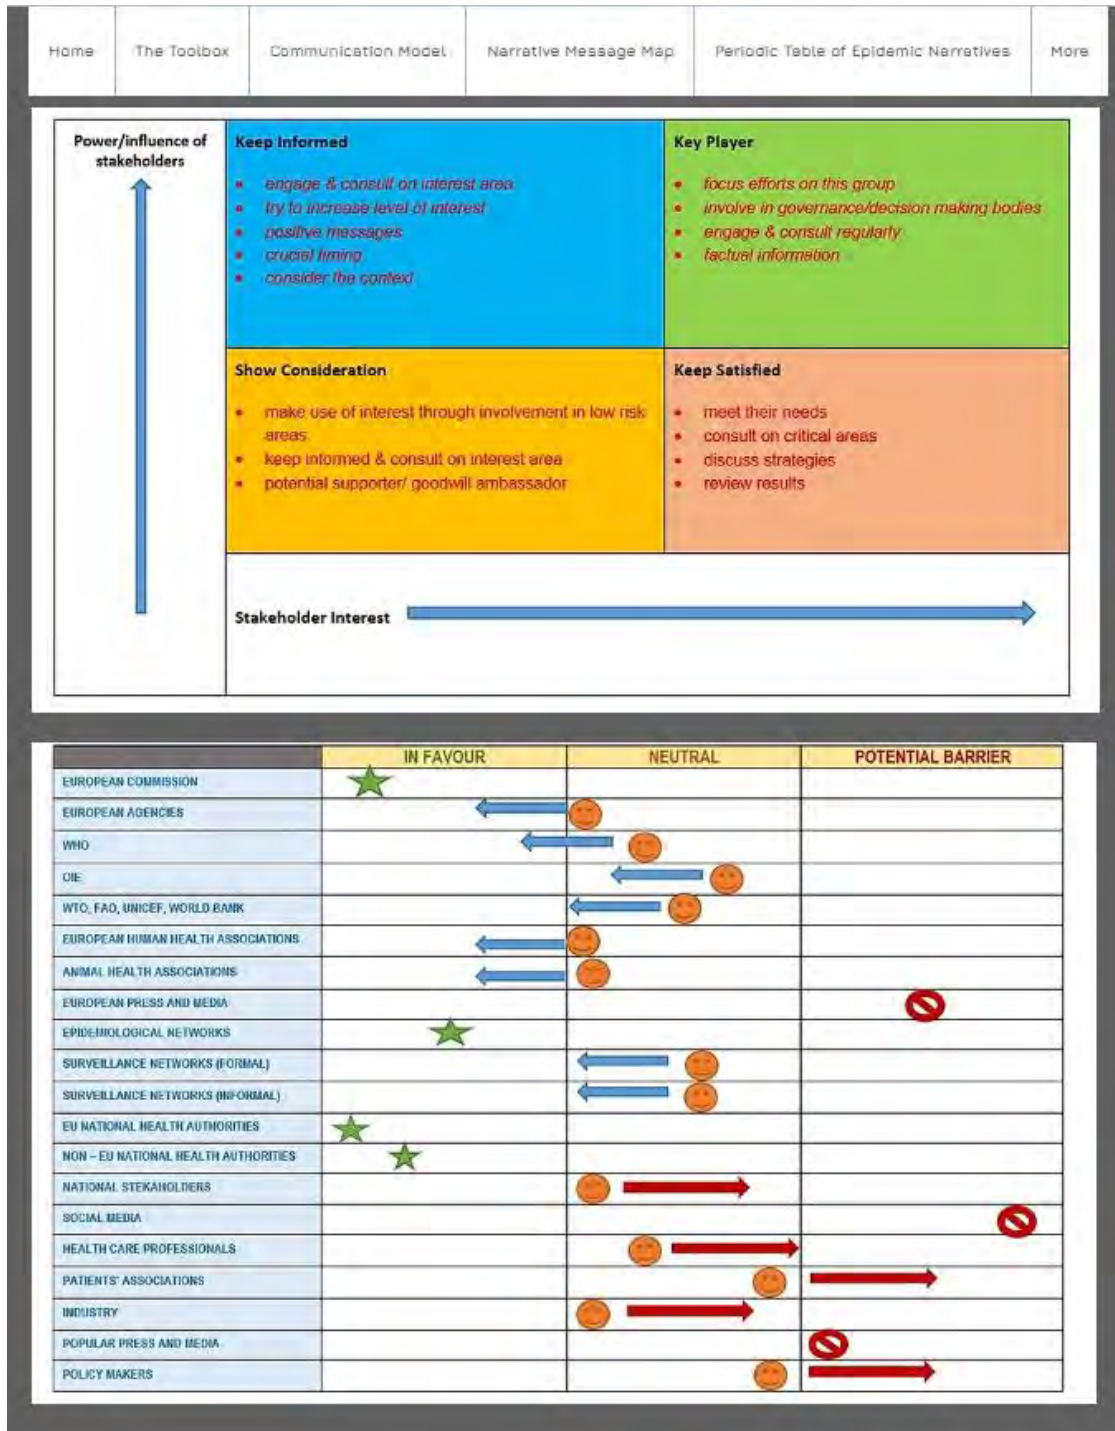 Home
The Toolbox
Communication Model
Narrative Message Map
Periodic Table of Epidemic Narratives
More
Power/influence of
stakeholders
Keep Informed
• engage & consult on interest area
• try to increase level of interest
• positive messages
• crucial timing
• consider the context
Key Player
• focus efforts on this group
• involve in governance/decision making bodies
• engage & consult regularly
• factual information
Show Consideration
• make use of interest through involvement in low risk
areas
• keep informed & consult on interest area
• potential supporter/ goodwill ambassador
Keep Satisfied
• meet their needs
• consult on critical areas
• discuss strategies
• review results
Stakeholder Interest
IN FAVOUR
NEUTRAL
POTENTIAL BARRIER
EUROPEAN COMMISSION
EUROPEAN AGENCIES
WHO
OIE
WTO, FAO, UNICEF, WORLD BANK
EUROPEAN HUMAN HEALTH ASSOCIATIONS
ANIMAL HEALTH ASSOCIATIONS
EUROPEAN PRESS AND MEDIA
EPIDEMIOLOGICAL NETWORKS
SURVEILLANCE NETWORKS (FORMAL)
SURVEILLANCE NETWORKS (INFORMAL)
EU NATIONAL HEALTH AUTHORITIES
NON – EU NATIONAL HEALTH AUTHORITIES
NATIONAL STEKAHOLDERS
SOCIAL MEDIA
HEALTH CARE PROFESSIONALS
PATIENTS' ASSOCIATIONS
INDUSTRY
POPULAR PRESS AND MEDIA
POLICY MAKERS